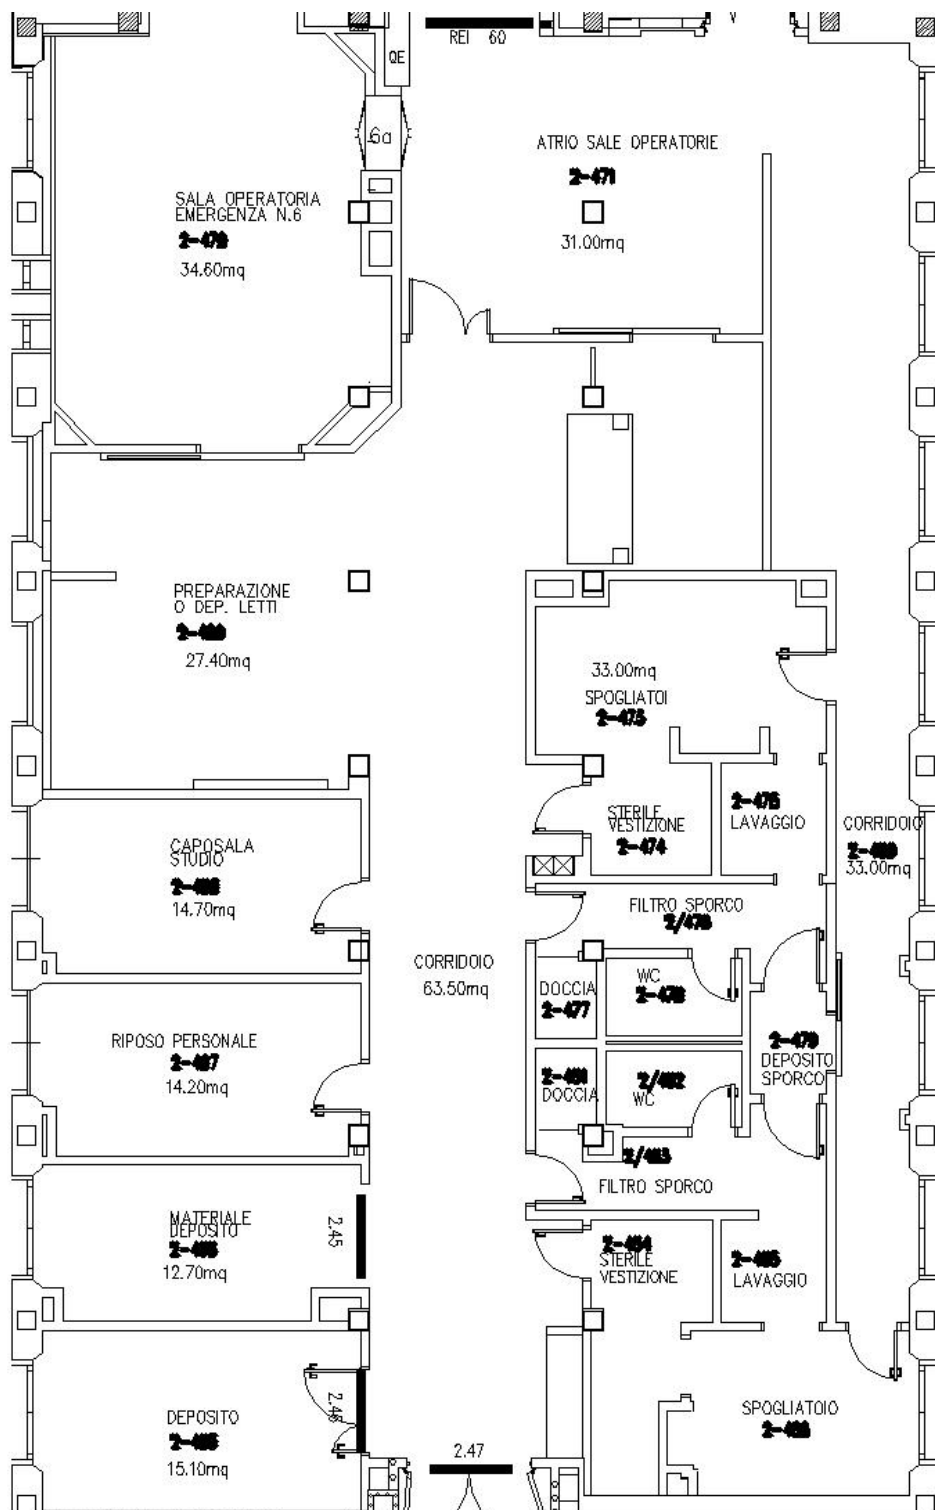 REI 60
V
QE
6a
ATRIO SALE OPERATORIE
2-471
31.00mq
SALA OPERATORIA
EMERGENZA N.6
34.60mq
PREPARAZIONE
O DEP. LETTI
27.40mq
33.00mq
SPOGLIATOI
STERILE
VESTIZIONE
2-474
LAVAGGIO
CORRIDOIO
33.00mq
CAPOSALA
STUDIO
14.70mq
FILTRO SPORCO
CORRIDOIO
63.50mq
DOCCIA
2-477
WC
2-479
DEPOSITO
SPORCO
RIPOSO PERSONALE
14.20mq
DOCCIA
WC
FILTRO SPORCO
MATERIALE
DEPOSITO
12.70mq
2.45
STERILE
VESTIZIONE
LAVAGGIO
DEPOSITO
15.10mq
2.46
2.47
SPOGLIATOIO